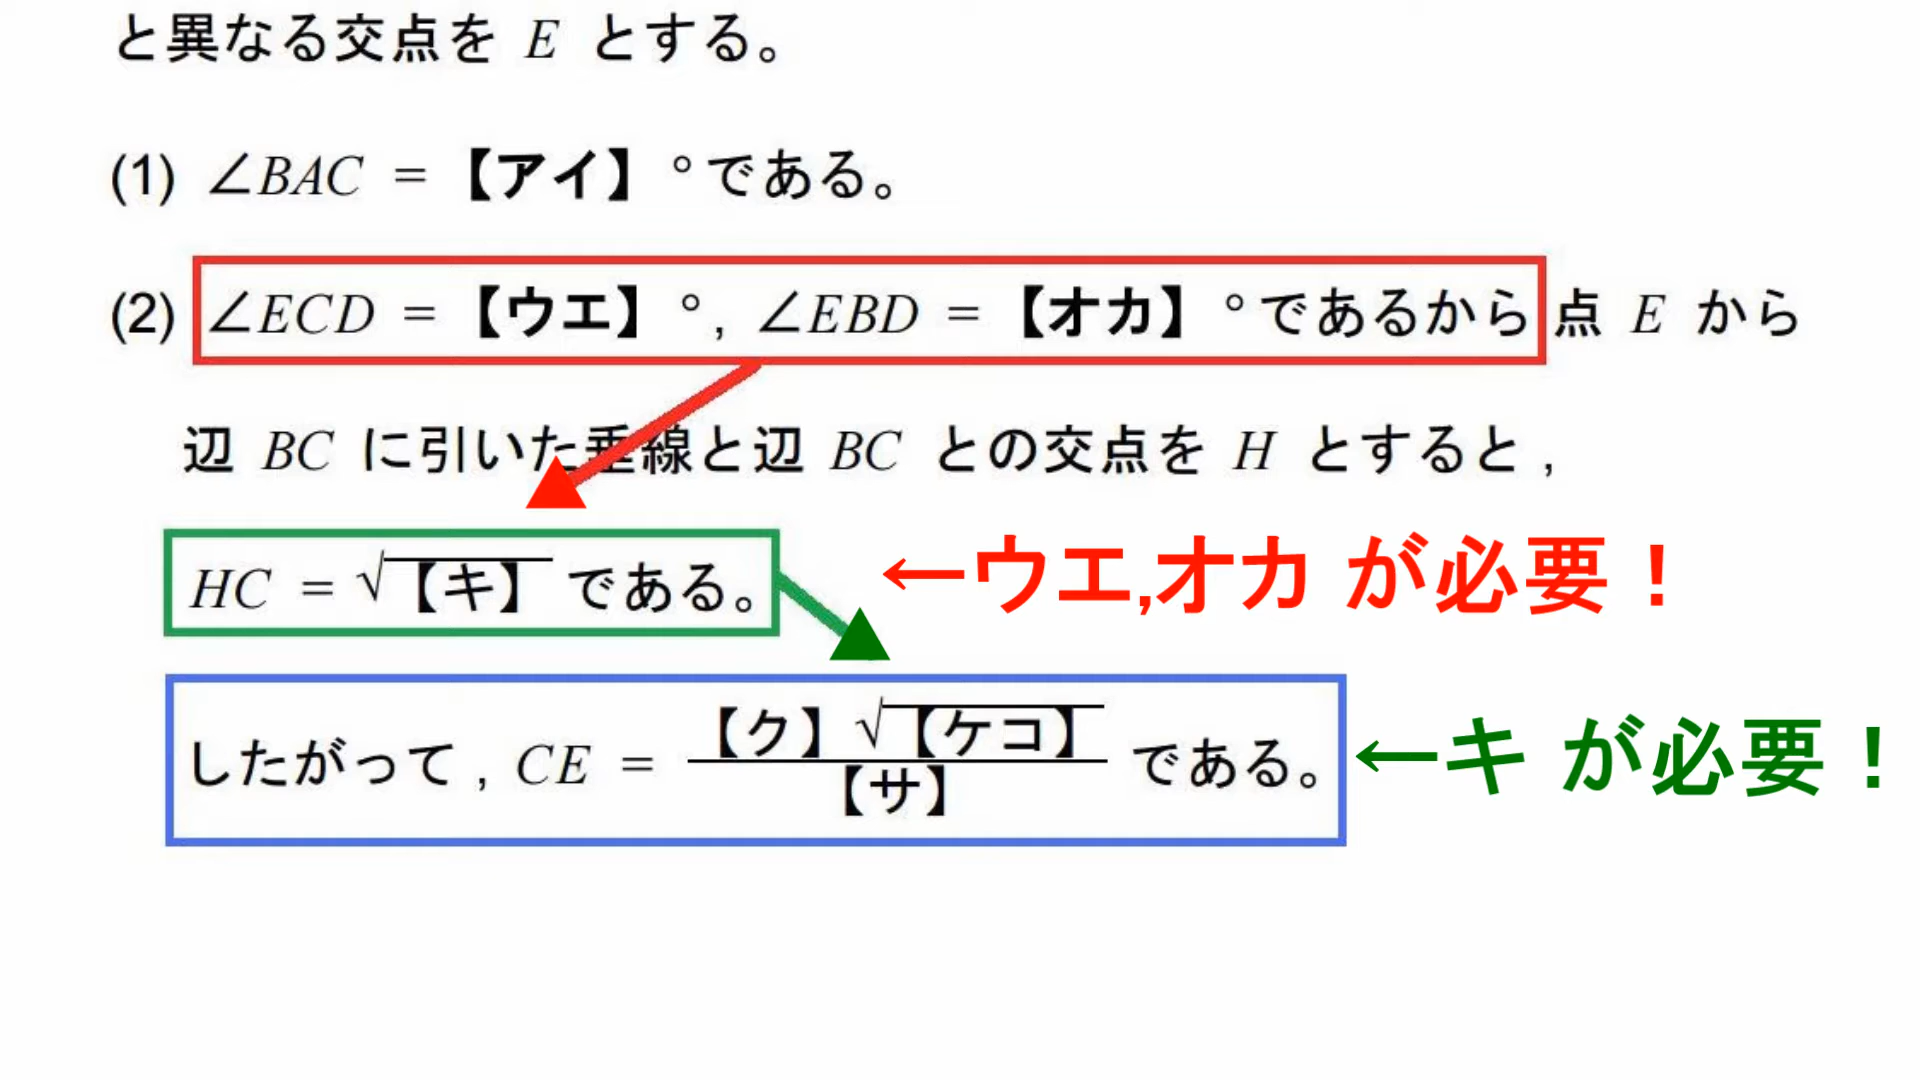 と異なる交点を E とする。
(1) ∠BAC = 【アイ】°である。
(2) ∠ECD = 【ウエ】°, ∠EBD = 【オカ】°であるから 点 E から
辺 BC に引いた垂線と辺 BC との交点を H とすると,
HC = √【キ】 である。
←ウエ,オカ が必要！
したがって, CE = 【ク】√【ケコ】/【サ】 である。
←キ が必要！